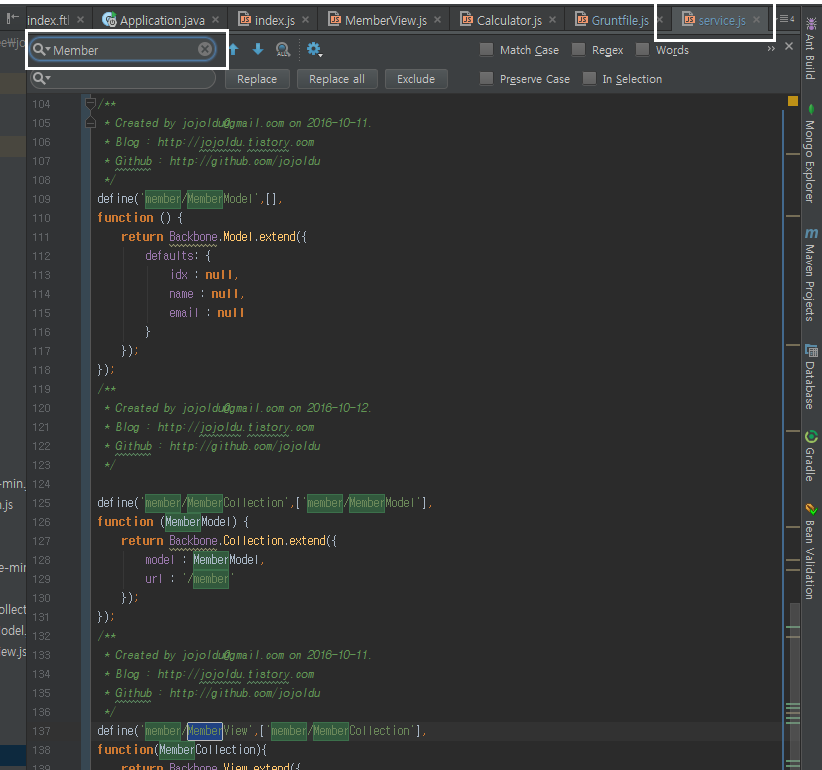 index.ftl
Application.java
index.js
MemberView.js
Calculator.js
Gruntfile.js
service.js
4
Member
Match Case
Regex
Words
Replace
Replace all
Exclude
Preserve Case
In Selection
104 /**
105 * Created by jojoldu@gmail.com on 2016-10-11.
106 * Blog : http://jojoldu.tistory.com
107 * Github : http://github.com/jojoldu
108 */
109 define('member/MemberModel',[],
110 function () {
111 return Backbone.Model.extend({
112 defaults: {
113 idx : null,
114 name : null,
115 email : null
116 }
117 });
118 });
119 /**
120 * Created by jojoldu@gmail.com on 2016-10-12.
121 * Blog : http://jojoldu.tistory.com
122 * Github : http://github.com/jojoldu
123 */
124
125 define('member/MemberCollection',['member/MemberModel'],
126 function (MemberModel) {
127 return Backbone.Collection.extend({
128 model : MemberModel,
129 url : '/member'
130 });
131 });
132 /**
133 * Created by jojoldu@gmail.com on 2016-10-11.
134 * Blog : http://jojoldu.tistory.com
135 * Github : http://github.com/jojoldu
136 */
137 define('member/MemberView',['member/MemberCollection'],
138 function(MemberCollection){
139 return Backbone.View.extend({
Ant Build
Mongo Explorer
Maven Projects
Database
Gradle
Bean Validation